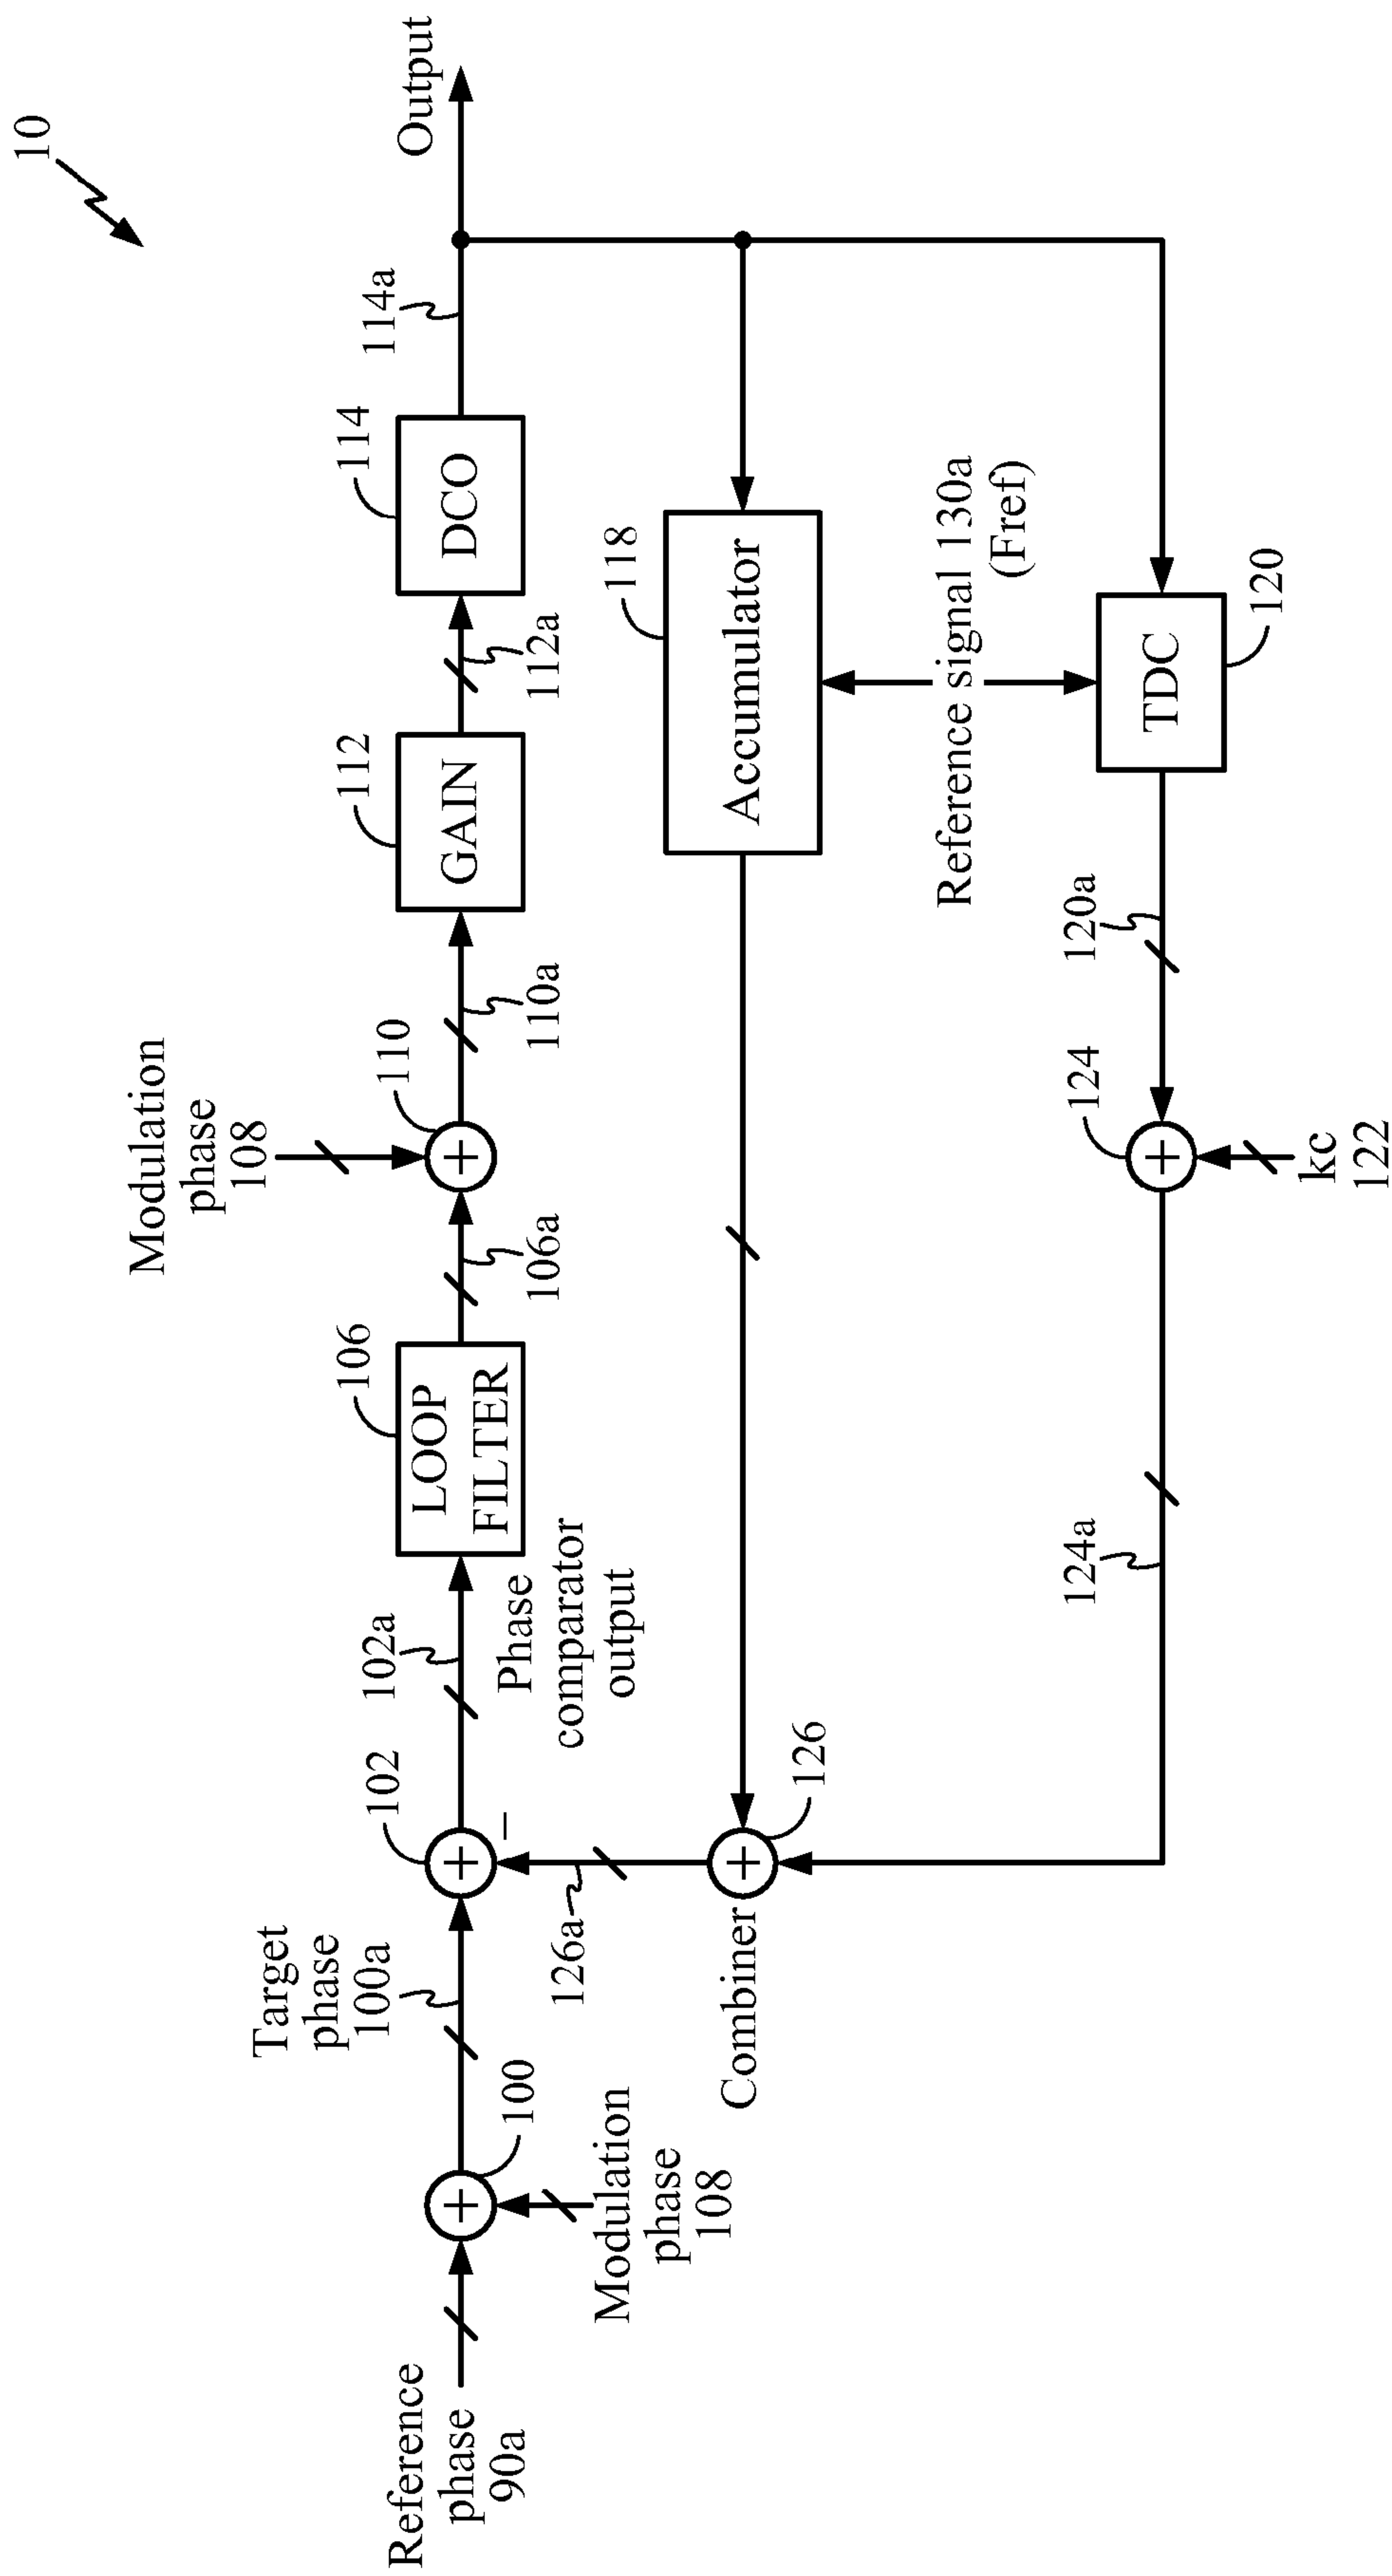 10
Reference
phase
90a
100
Modulation
phase
108
Target
phase
100a
102
−
102a
Phase
comparator
output
106
LOOP
FILTER
106a
Modulation
phase
108
110
110a
112
GAIN
112a
114
DCO
114a
Output
126a
Combiner
126
118
Accumulator
Reference signal 130a
(Fref)
TDC
120
120a
124
kc
122
124a